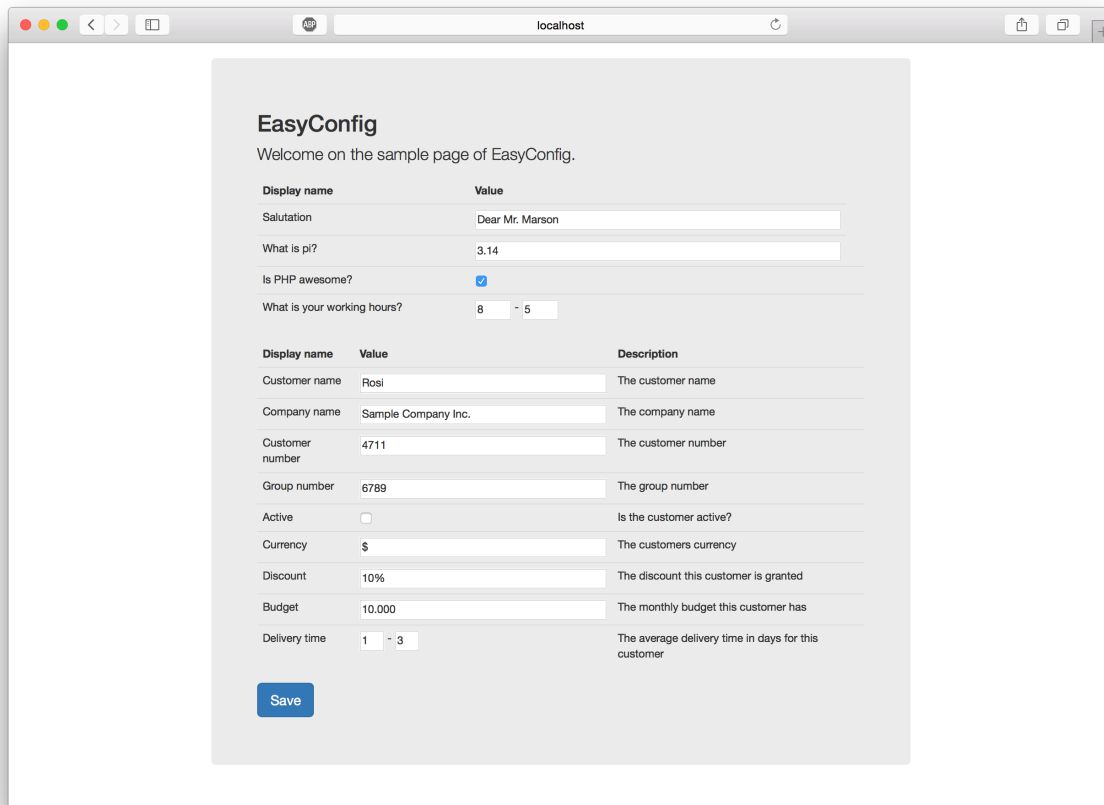 ABP
localhost
EasyConfig
Welcome on the sample page of EasyConfig.
Display name Value
Salutation Dear Mr. Marson
What is pi? 3.14
Is PHP awesome?
What is your working hours? 8 - 5
Display name Value Description
Customer name Rosi The customer name
Company name Sample Company Inc. The company name
Customer number 4711 The customer number
Group number 6789 The group number
Active Is the customer active?
Currency $ The customers currency
Discount 10% The discount this customer is granted
Budget 10.000 The monthly budget this customer has
Delivery time 1 - 3 The average delivery time in days for this
customer
Save